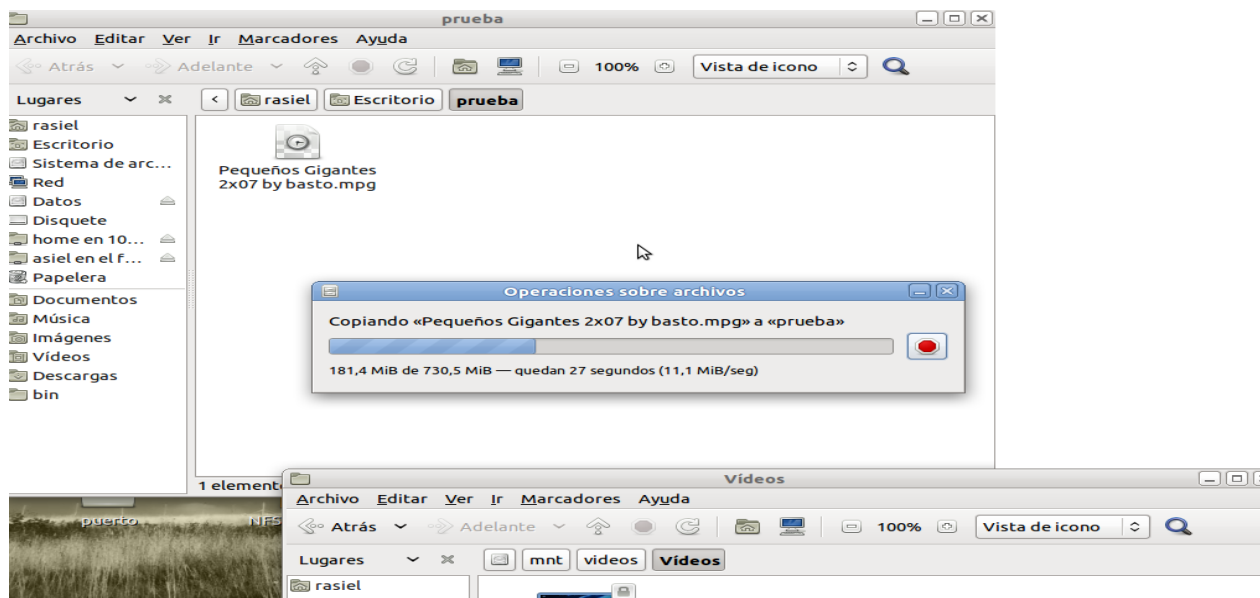 prueba
Archivo Editar Ver Ir Marcadores Ayuda
Atrás Adelante 100% Vista de icono
Lugares rasiel Escritorio prueba
rasiel
Escritorio
Sistema de arc...
Red
Datos
Disquete
home en 10...
asiel en el f...
Papelera
Documentos
Música
Imágenes
Vídeos
Descargas
bin
Pequeños Gigantes
2x07 by basto.mpg
Operaciones sobre archivos
Copiando «Pequeños Gigantes 2x07 by basto.mpg» a «prueba»
181,4 MiB de 730,5 MiB — quedan 27 segundos (11,1 MiB/seg)
1 element
puerto NFS
Vídeos
Archivo Editar Ver Ir Marcadores Ayuda
Atrás Adelante 100% Vista de icono
Lugares mnt videos Vídeos
rasiel